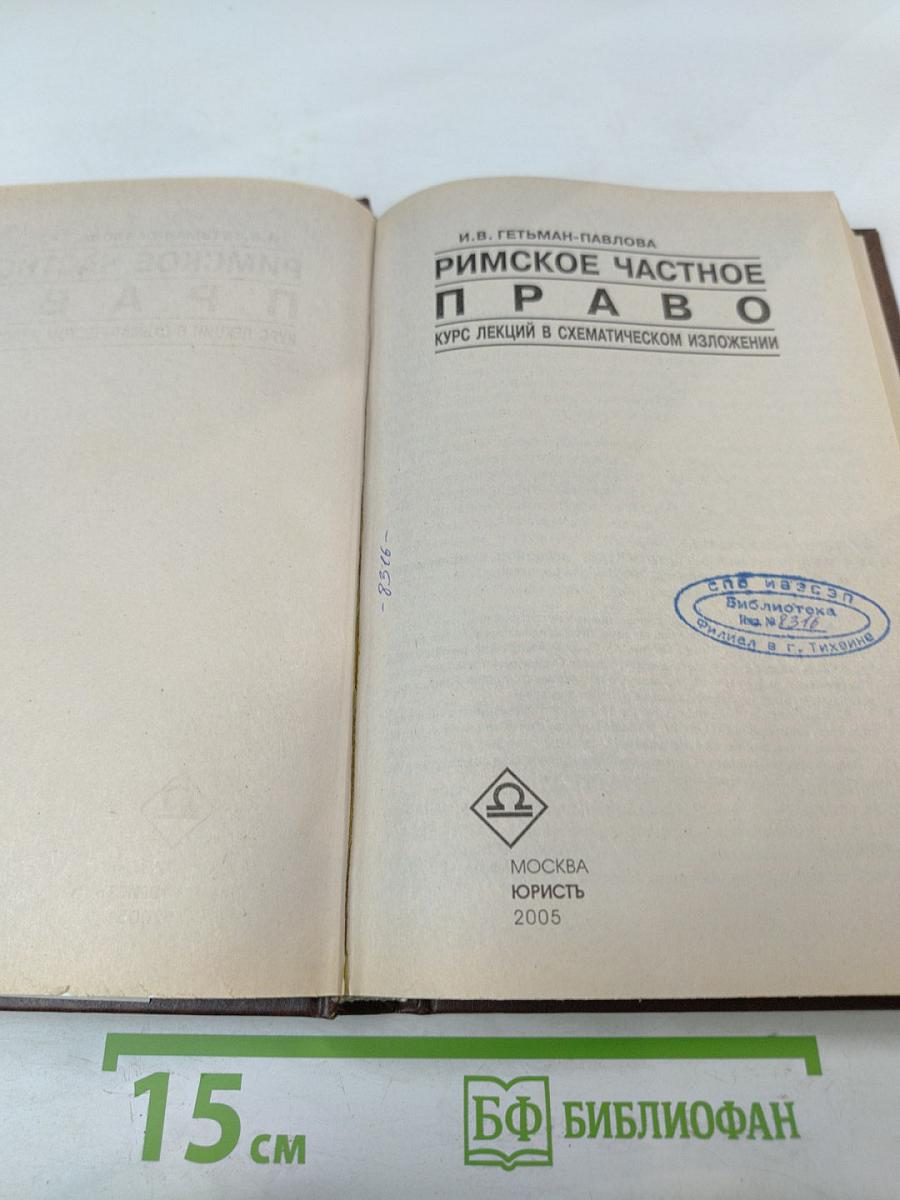 И.В. ГЕТЬМАН-ПАВЛОВА
РИМСКОЕ ЧАСТНОЕ
ПРАВО
КУРС ЛЕКЦИЙ В СХЕМАТИЧЕСКОМ ИЗЛОЖЕНИИ
-8316-
СПб ИВЭСЭП
Библиотека
Инв. № 8316
Филиал в г. Тихвине
МОСКВА
ЮРИСТЪ
2005
15 см
БФ БИБЛИОФАН